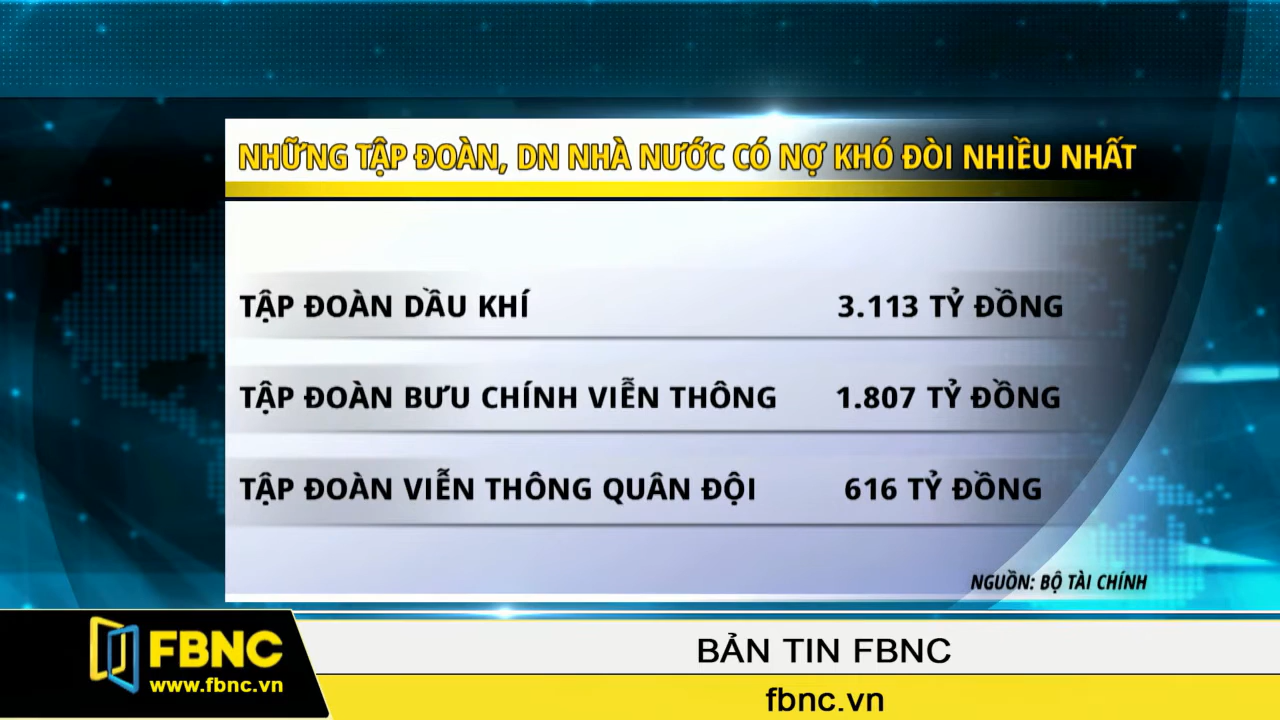 NHỮNG TẬP ĐOÀN, DN NHÀ NƯỚC CÓ NỢ KHÓ ĐÒI NHIỀU NHẤT
TẬP ĐOÀN DẦU KHÍ 3.113 TỶ ĐỒNG
TẬP ĐOÀN BƯU CHÍNH VIỄN THÔNG 1.807 TỶ ĐỒNG
TẬP ĐOÀN VIỄN THÔNG QUÂN ĐỘI 616 TỶ ĐỒNG
NGUỒN: BỘ TÀI CHÍNH
FBNC
www.fbnc.vn
BẢN TIN FBNC
fbnc.vn